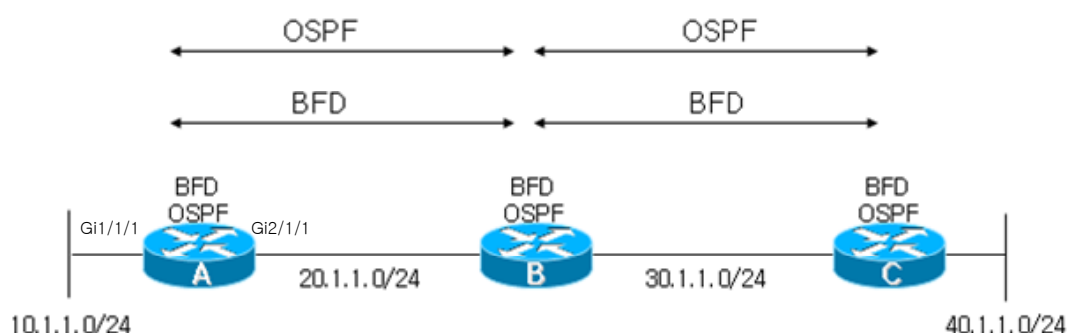 OSPF OSPF
BFD BFD
BFD BFD BFD
OSPF OSPF OSPF
Gi1/1/1 Gi2/1/1
A B C
20.1.1.0/24 30.1.1.0/24
10.1.1.0/24 40.1.1.0/24